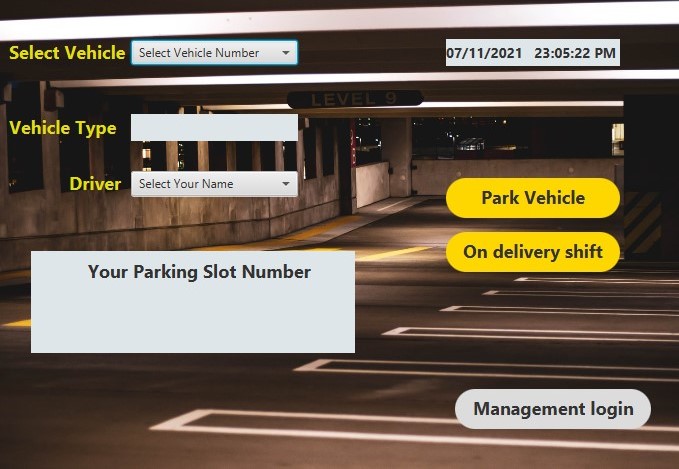 Select Vehicle
Select Vehicle Number
07/11/2021 23:05:22 PM
LEVEL 9
Vehicle Type
Driver
Select Your Name
Park Vehicle
On delivery shift
Your Parking Slot Number
Management login